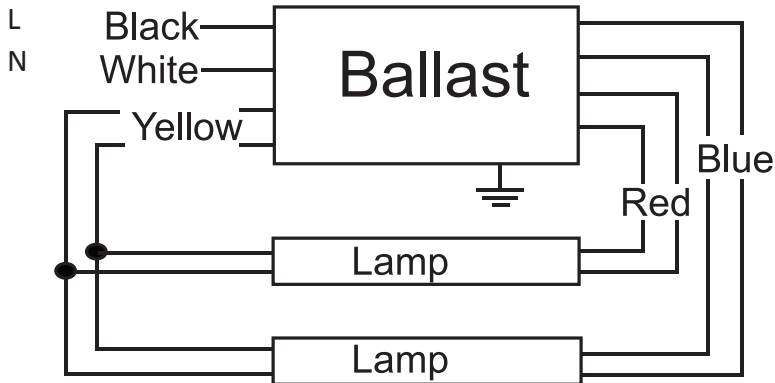 L Black
N White
Ballast
Yellow
Blue
Red
Lamp
Lamp